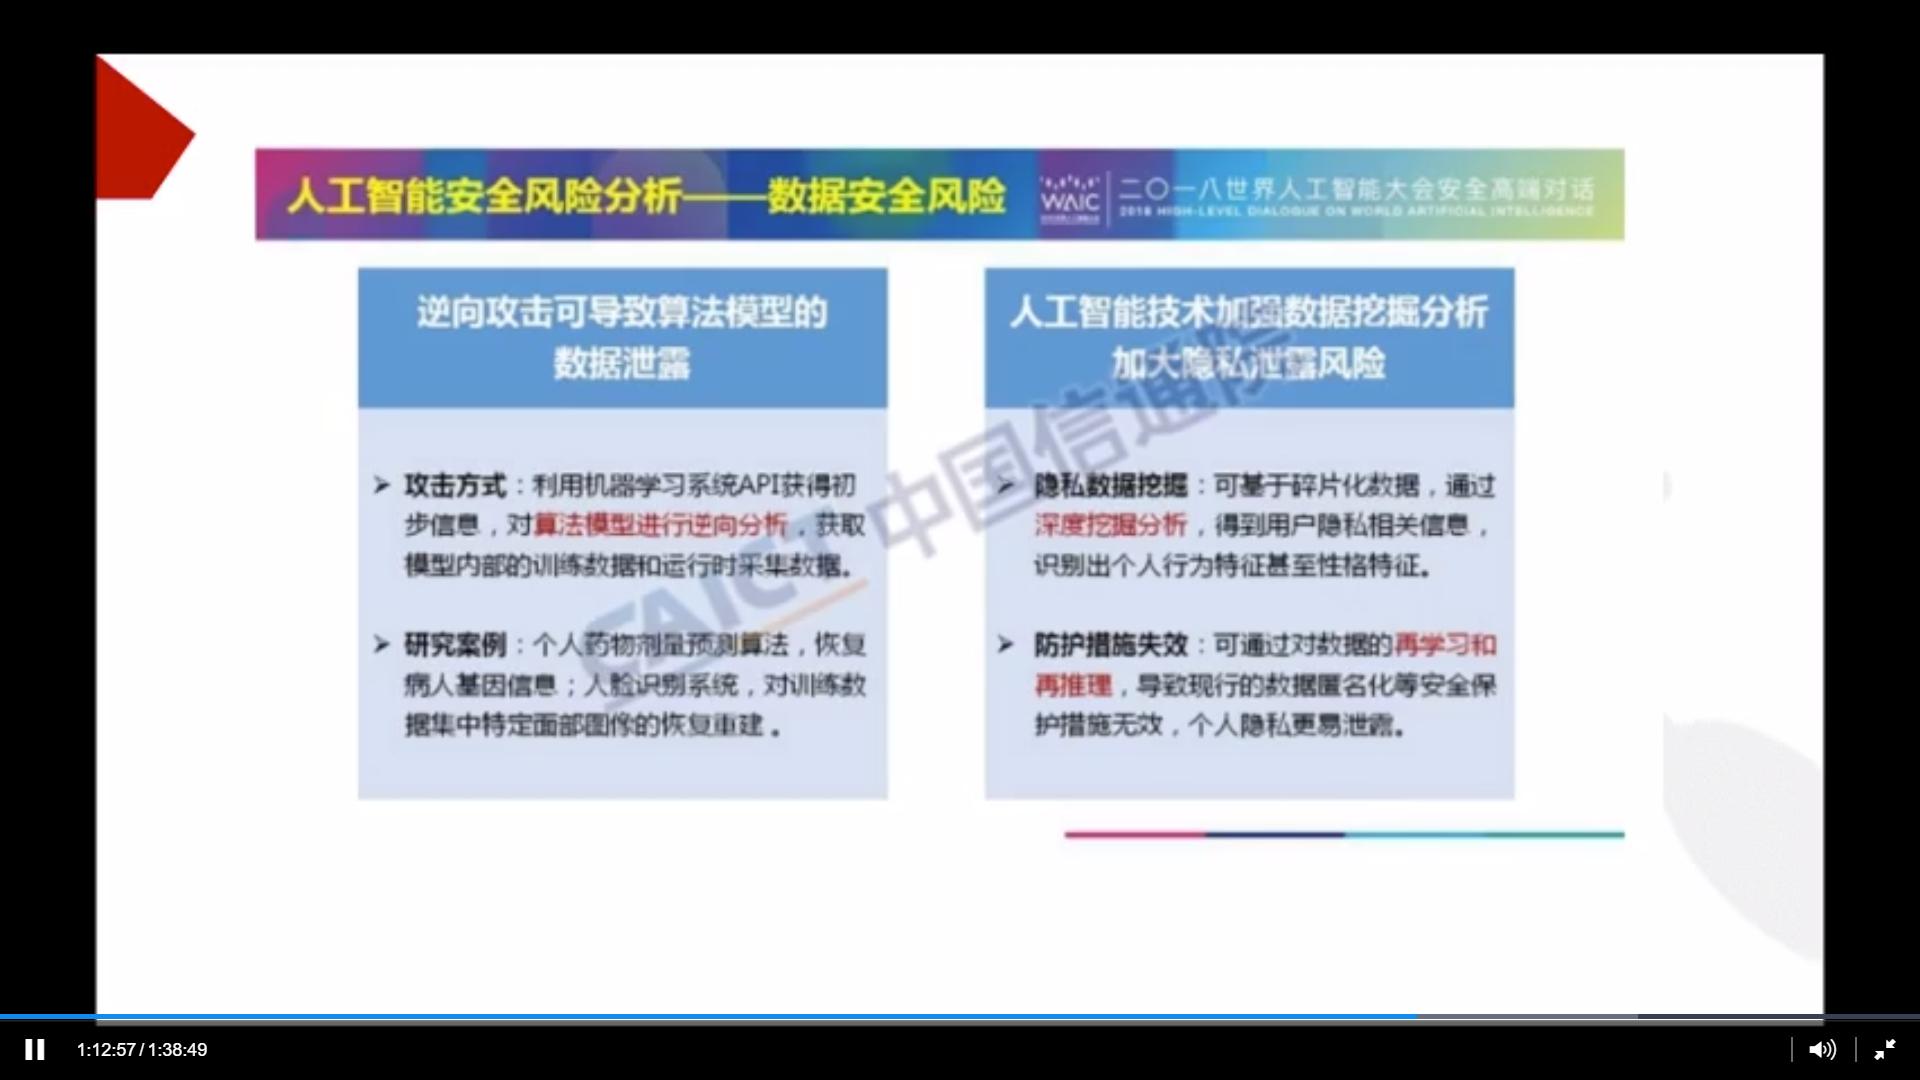 人工智能安全风险分析——数据安全风险
WAIC
二〇一八世界人工智能大会安全高端对话
2018 HIGH-LEVEL DIALOGUE ON WORLD ARTIFICIAL INTELLIGENCE
逆向攻击可导致算法模型的
数据泄露
攻击方式：利用机器学习系统API获得初
步信息，对算法模型进行逆向分析，获取
模型内部的训练数据和运行时采集数据。
研究案例：个人药物剂量预测算法，恢复
病人基因信息；人脸识别系统，对训练数
据集中特定面部图像的恢复重建。
人工智能技术加强数据挖掘分析
加大隐私泄露风险
隐私数据挖掘：可基于碎片化数据，通过
深度挖掘分析，得到用户隐私相关信息，
识别出个人行为特征甚至性格特征。
防护措施失效：可通过对数据的再学习和
再推理，导致现行的数据匿名化等安全保
护措施无效，个人隐私更易泄露。
CAICT 中国信通院
1:12:57/1:38:49